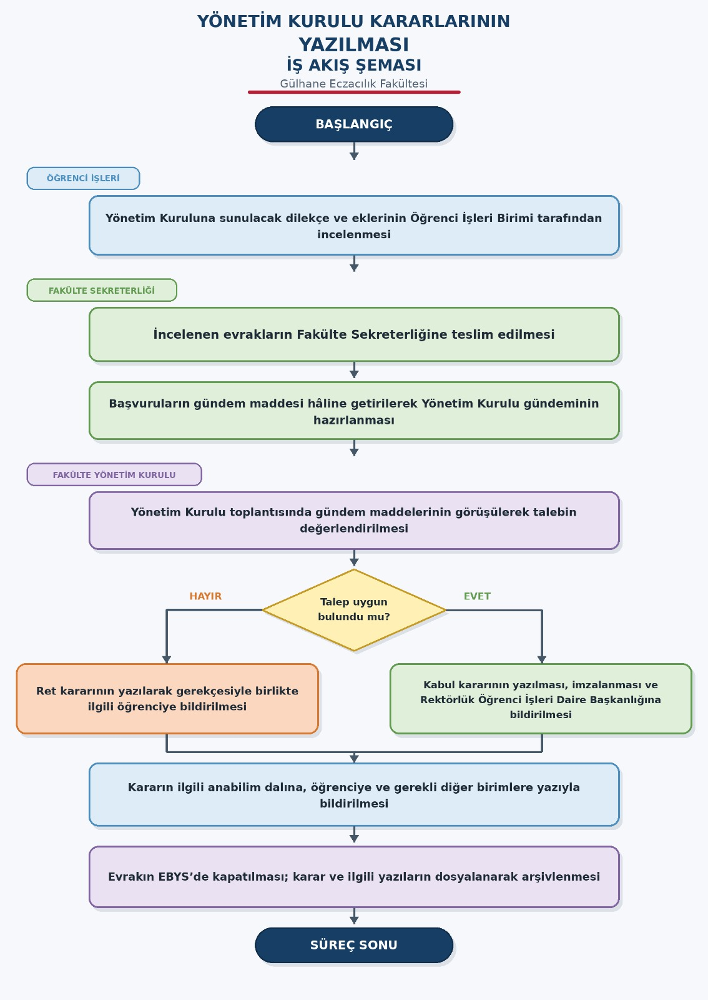 YÖNETİM KURULU KARARLARININ
YAZILMASI
İŞ AKIŞ ŞEMASI
Gülhane Eczacılık Fakültesi
BAŞLANGIÇ
ÖĞRENCİ İŞLERİ
Yönetim Kuruluna sunulacak dilekçe ve eklerinin Öğrenci İşleri Birimi tarafından
incelenmesi
FAKÜLTE SEKRETERLİĞİ
İncelenen evrakların Fakülte Sekreterliğine teslim edilmesi
Başvuruların gündem maddesi hâline getirilerek Yönetim Kurulu gündeminin
hazırlanması
FAKÜLTE YÖNETİM KURULU
Yönetim Kurulu toplantısında gündem maddelerinin görüşülerek talebin
değerlendirilmesi
HAYIR
EVET
Talep uygun
bulundu mu?
Ret kararının yazılarak gerekçesiyle birlikte
ilgili öğrenciye bildirilmesi
Kabul kararının yazılması, imzalanması ve
Rektörlük Öğrenci İşleri Daire Başkanlığına
bildirilmesi
Kararın ilgili anabilim dalına, öğrenciye ve gerekli diğer birimlere yazıyla
bildirilmesi
Evrakın EBYS’de kapatılması; karar ve ilgili yazıların dosyalanarak arşivlenmesi
SÜREÇ SONU